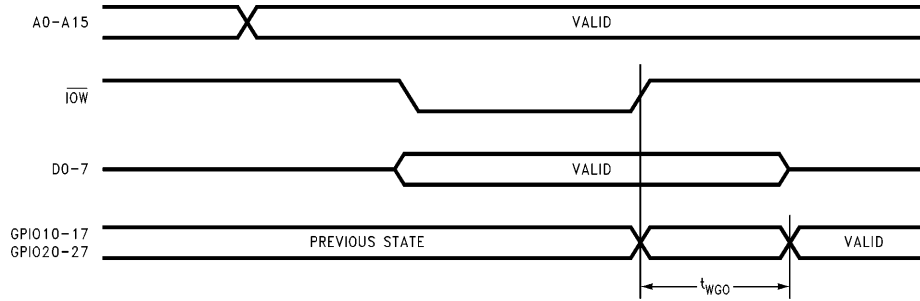 A0-A15
VALID
IOW
D0-7
VALID
GPIO10-17
GPIO20-27
PREVIOUS STATE
VALID
tWGO